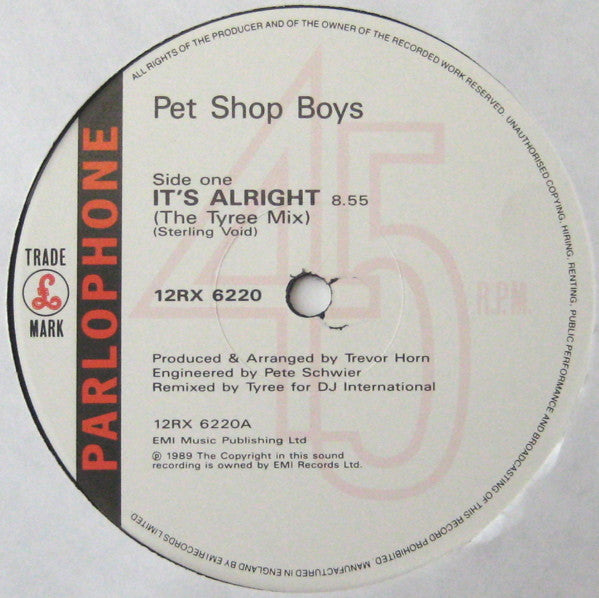 ALL RIGHTS OF THE PRODUCER AND OF THE OWNER OF THE RECORDED WORK RESERVED. UNAUTHORISED COPYING, HIRING, RENTING, PUBLIC PERFORMANCE AND BROADCASTING OF THIS RECORD PROHIBITED. MANUFACTURED IN ENGLAND BY EMI RECORDS LIMITED
Pet Shop Boys
Side one
IT'S ALRIGHT 8.55
(The Tyree Mix)
(Sterling Void)
PARLOPHONE
TRADE
£
MARK
12RX 6220
45
R.P.M.
Produced & Arranged by Trevor Horn
Engineered by Pete Schwier
Remixed by Tyree for DJ International
12RX 6220A
EMI Music Publishing Ltd
℗ 1989 The Copyright in this sound
recording is owned by EMI Records Ltd.